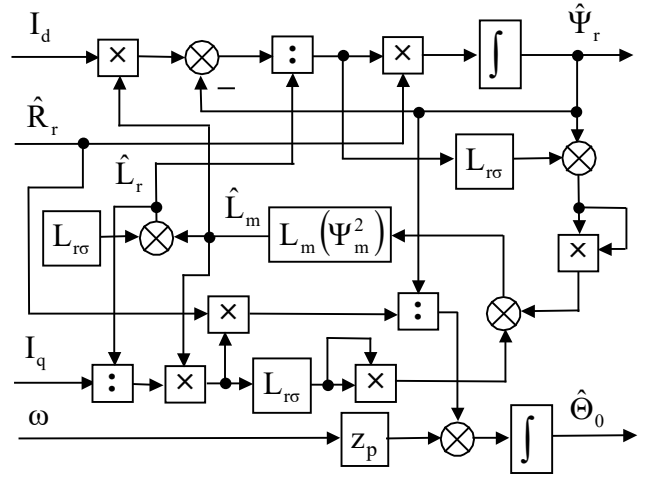 I_d × − : × ∫ Ψ̂_r
R̂_r
L̂_r L_rσ
L_rσ L̂_m L_m(Ψ_m^2) ×
× :
I_q : × L_rσ ×
ω z_p ∫ Θ̂_0